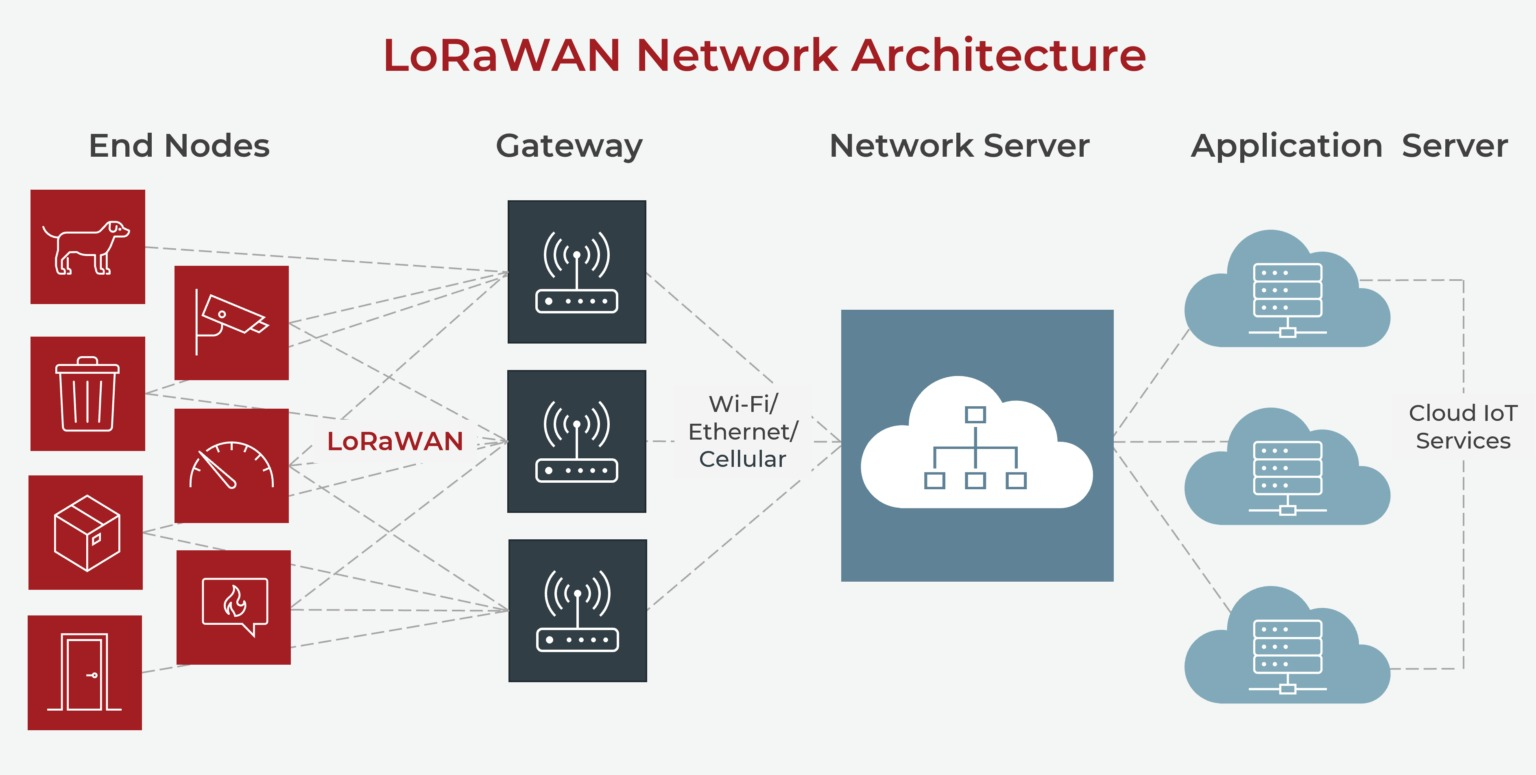 LoRaWAN Network Architecture
End Nodes
Gateway
Network Server
Application Server
LoRaWAN
Wi-Fi/
Ethernet/
Cellular
Cloud IoT
Services